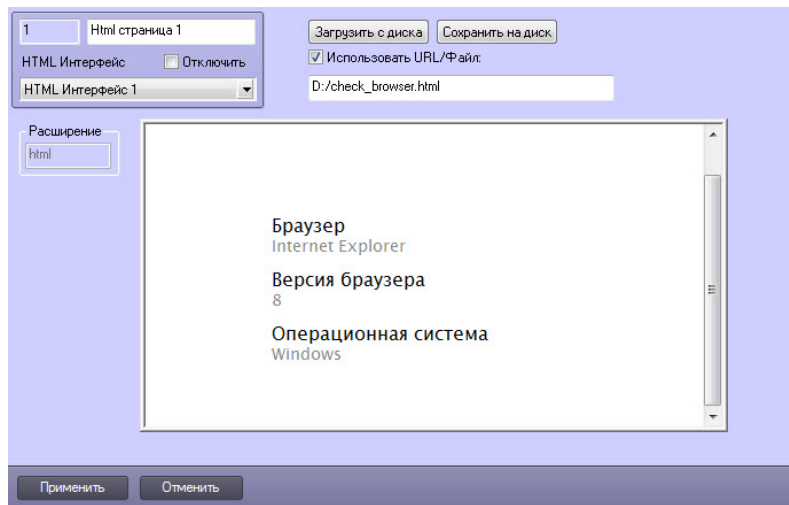 1
Html страница 1
HTML Интерфейс
Отключить
HTML Интерфейс 1
Загрузить с диска
Сохранить на диск
Использовать URL/Файл:
D:/check_browser.html
Расширение
html
Браузер
Internet Explorer
Версия браузера
8
Операционная система
Windows
Применить
Отменить